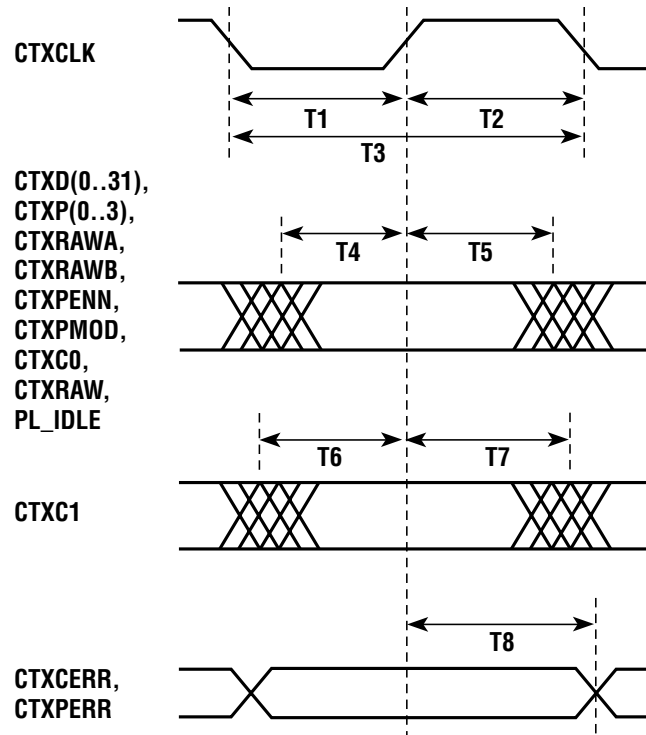 CTXCLK
T1
T2
T3
CTXD(0..31),
CTXP(0..3),
CTXRAWA,
CTXRAWB,
CTXPENN,
CTXPMOD,
CTXC0,
CTXRAW,
PL_IDLE
T4
T5
T6
T7
CTXC1
T8
CTXCERR,
CTXPERR